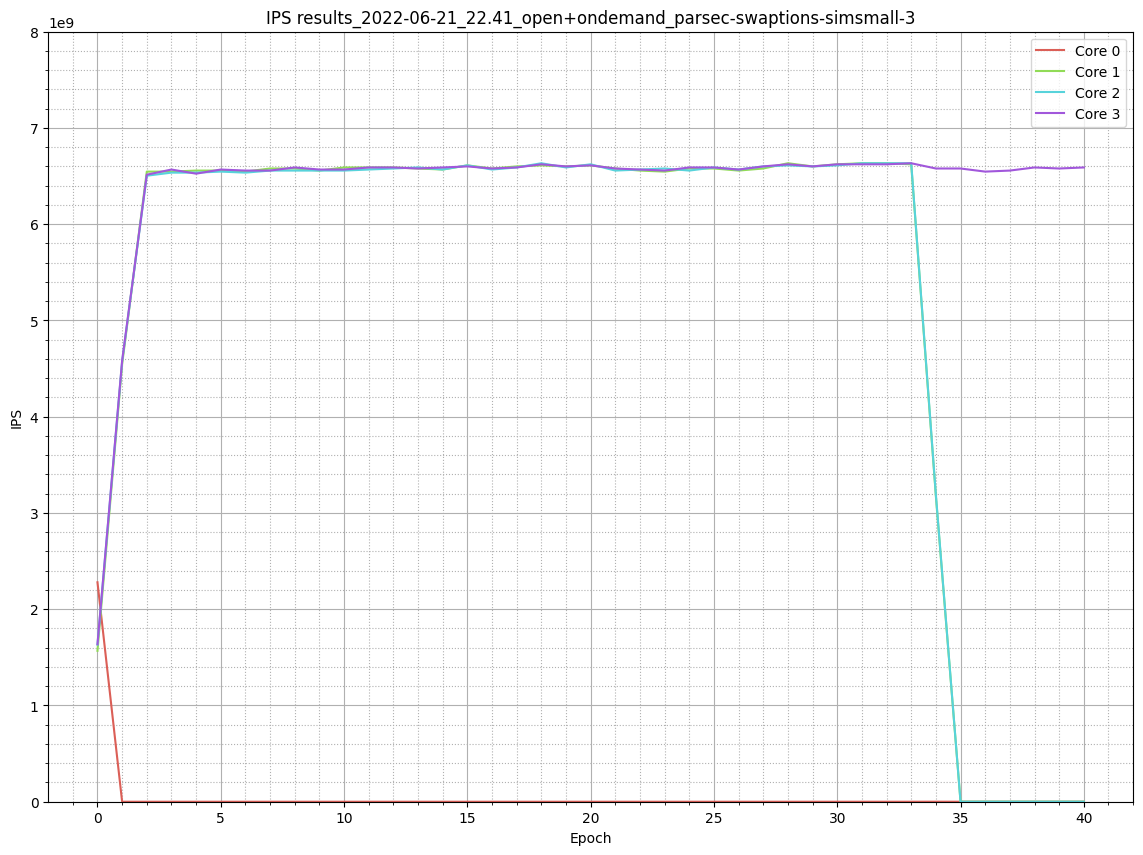 IPS results_2022-06-21_22.41_open+ondemand_parsec-swaptions-simsmall-3
1e9
8
7
6
5
4
3
2
1
0
IPS
Core 0
Core 1
Core 2
Core 3
0 5 10 15 20 25 30 35 40
Epoch